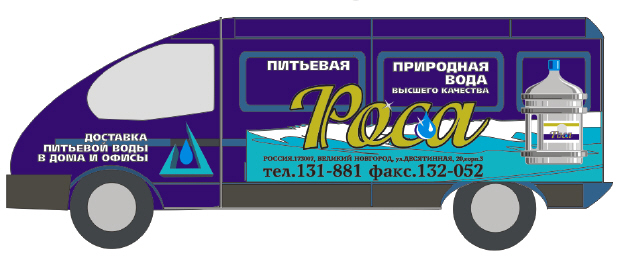 ПИТЬЕВАЯ
ПРИРОДНАЯ
ВОДА
ВЫСШЕГО КАЧЕСТВА
Роса
ДОСТАВКА
ПИТЬЕВОЙ ВОДЫ
В ДОМА И ОФИСЫ
РОССИЯ,173007, ВЕЛИКИЙ НОВГОРОД, ул.ДЕСЯТИННАЯ, 20,корп.3
тел.131-881 факс.132-052